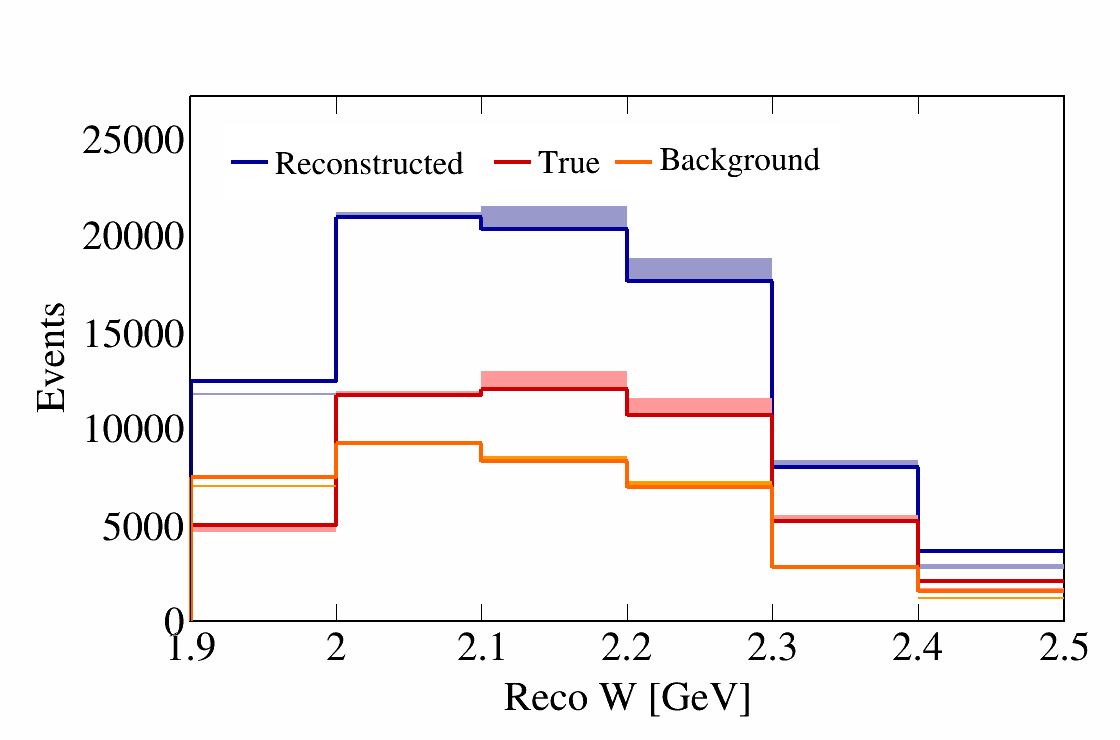 25000
Reconstructed True Background
20000
15000
Events
10000
5000
0
1.9 2 2.1 2.2 2.3 2.4 2.5
Reco W [GeV]